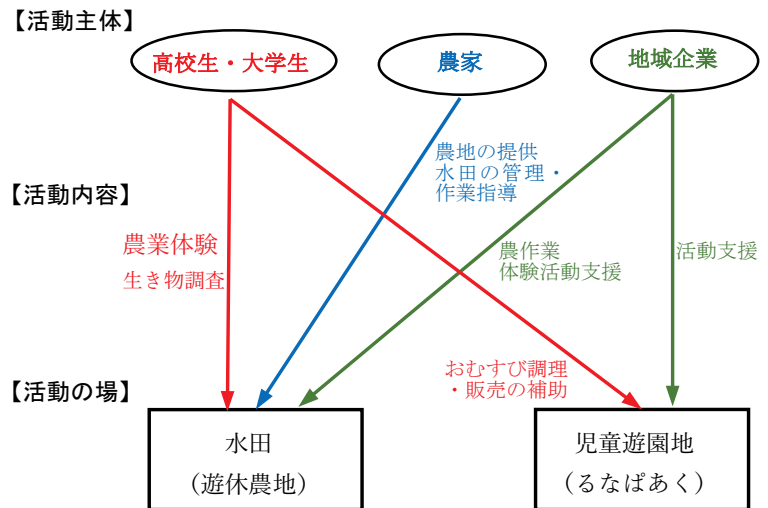 【活動主体】
高校生・大学生
農家
地域企業
農地の提供
水田の管理・
作業指導
【活動内容】
農業体験
生き物調査
農作業
体験活動支援
活動支援
おむすび調理
・販売の補助
【活動の場】
水田
（遊休農地）
児童遊園地
（るなぱあく）